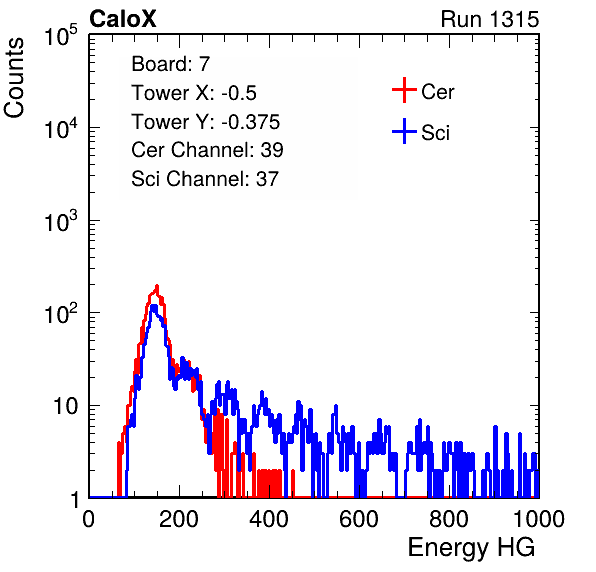 CaloX Run 1315
Counts
Board: 7
Tower X: -0.5
Tower Y: -0.375
Cer Channel: 39
Sci Channel: 37
Cer
Sci
10^5
10^4
10^3
10^2
10
1
0 200 400 600 800 1000
Energy HG